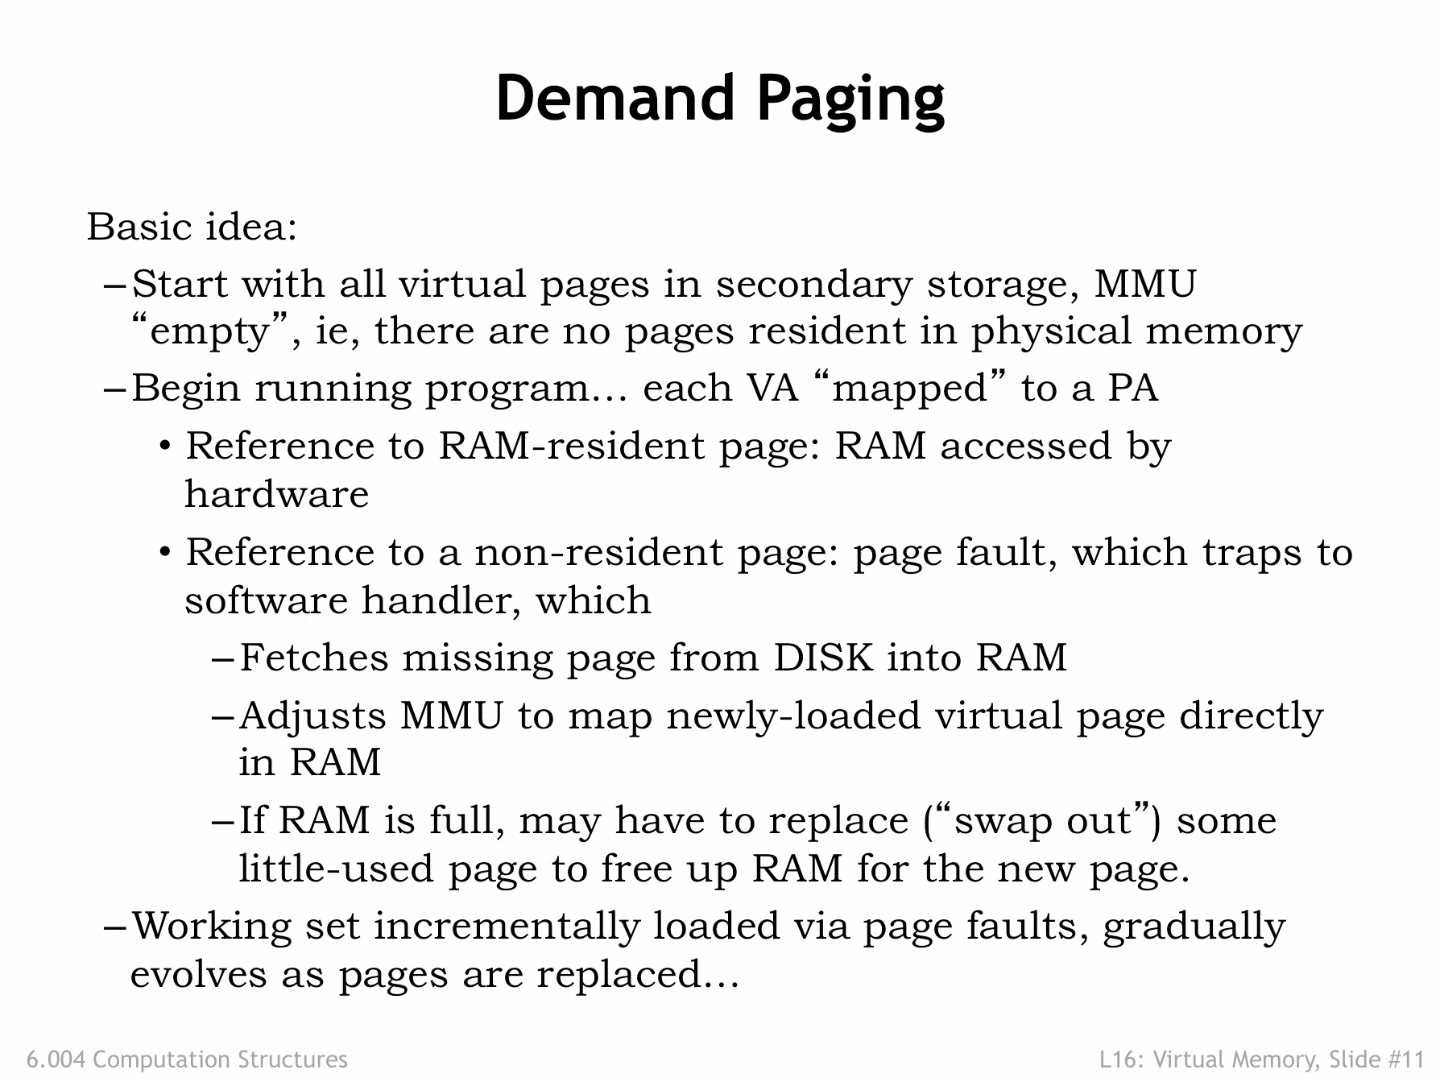 Demand Paging
Basic idea:
–Start with all virtual pages in secondary storage, MMU
“empty”, ie, there are no pages resident in physical memory
–Begin running program… each VA “mapped” to a PA
• Reference to RAM-resident page: RAM accessed by
hardware
• Reference to a non-resident page: page fault, which traps to
software handler, which
–Fetches missing page from DISK into RAM
–Adjusts MMU to map newly-loaded virtual page directly
in RAM
–If RAM is full, may have to replace (“swap out”) some
little-used page to free up RAM for the new page.
–Working set incrementally loaded via page faults, gradually
evolves as pages are replaced…
6.004 Computation Structures
L16: Virtual Memory, Slide #11